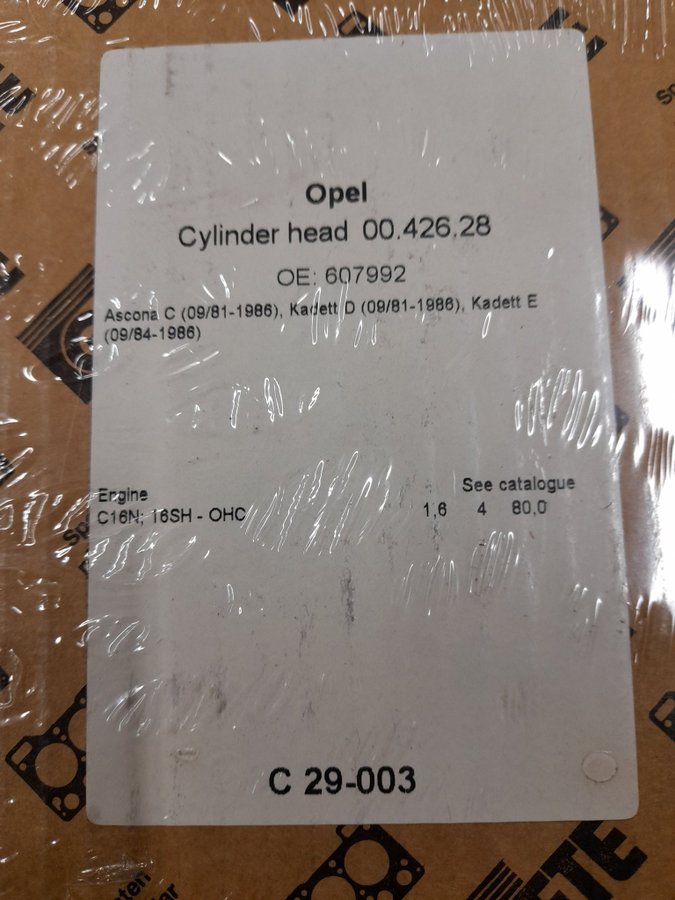 Opel
Cylinder head 00.426.28
OE: 607992
Ascona C (09/81-1986), Kadett D (09/81-1986), Kadett E
(09/84-1986)
Engine
See catalogue
C16N; 16SH - OHC 1,6 4 80,0
C 29-003